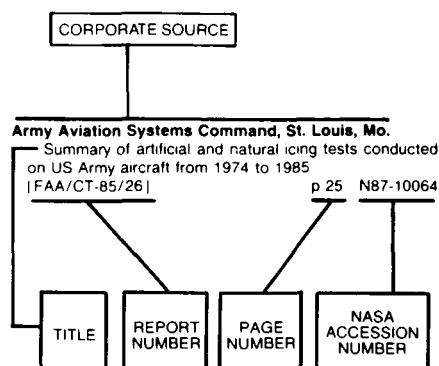 CORPORATE SOURCE
Army Aviation Systems Command, St. Louis, Mo.
Summary of artificial and natural icing tests conducted
on US Army aircraft from 1974 to 1985
| FAA/CT-85/26 | p 25 N87-10064
TITLE
REPORT
NUMBER
PAGE
NUMBER
NASA
ACCESSION
NUMBER